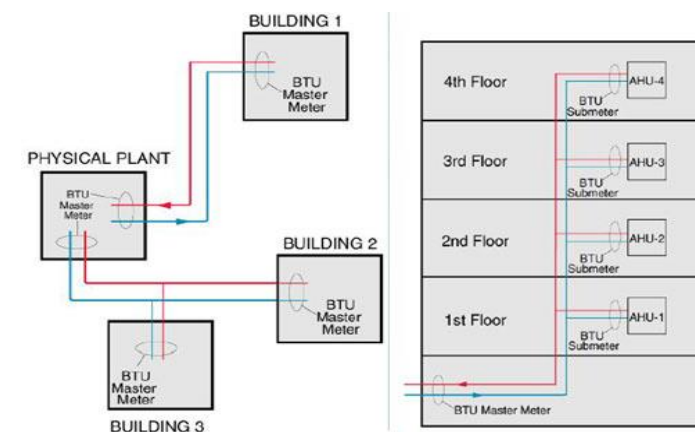 BUILDING 1
BTU
Master
Meter
PHYSICAL PLANT
BTU
Master
Meter
BUILDING 2
BTU
Master
Meter
BTU
Master
Meter
BUILDING 3
4th Floor
BTU
Submeter
AHU-4
3rd Floor
BTU
Submeter
AHU-3
2nd Floor
BTU
Submeter
AHU-2
1st Floor
BTU
Submeter
AHU-1
BTU Master Meter